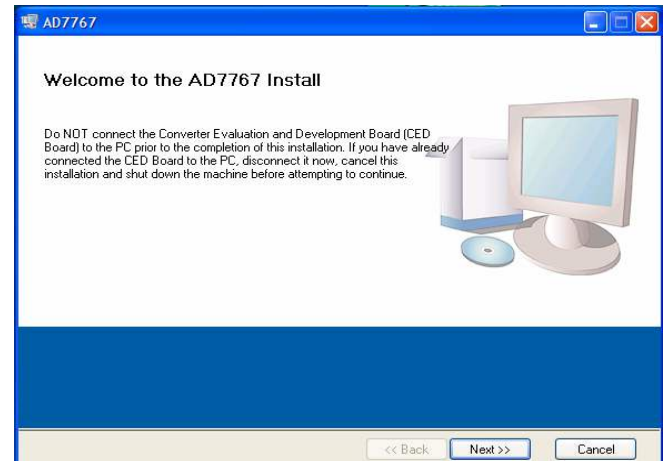 AD7767
Welcome to the AD7767 Install
Do NOT connect the Converter Evaluation and Development Board (CED
Board) to the PC prior to the completion of this installation. If you have already
connected the CED Board to the PC, disconnect it now, cancel this
installation and shut down the machine before attempting to continue.
<< Back Next >> Cancel